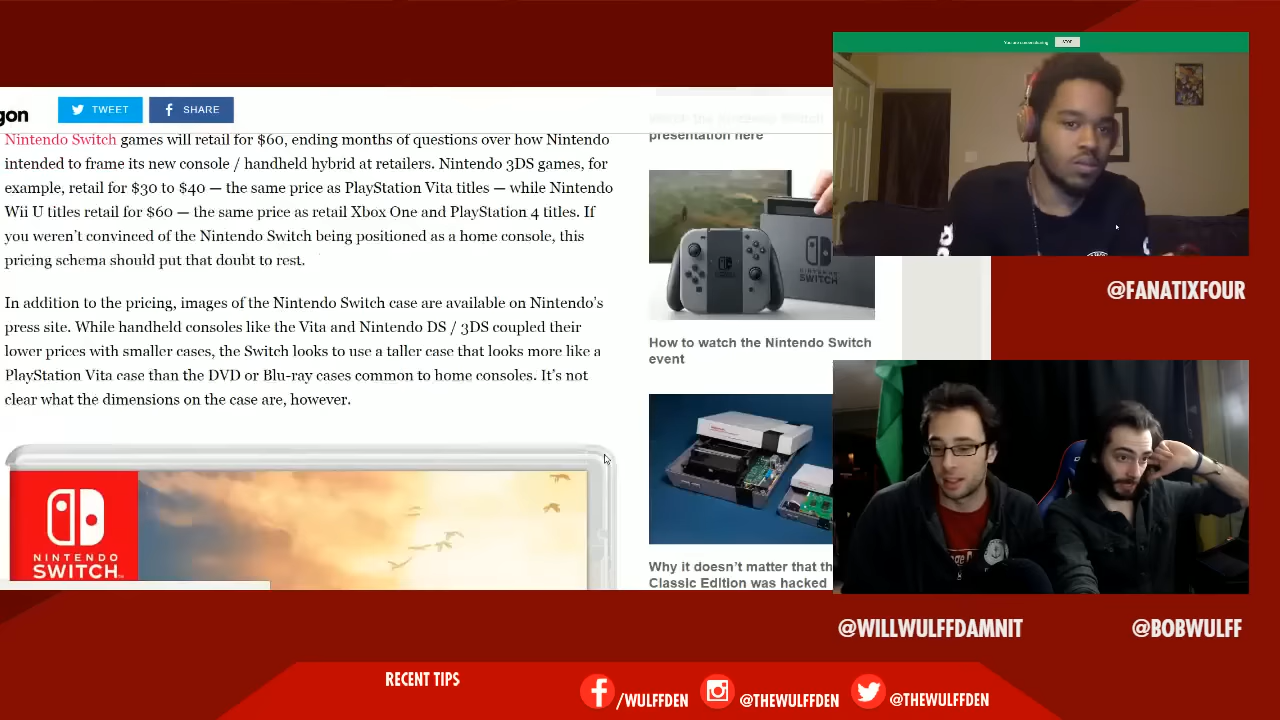 gon
TWEET
SHARE
Nintendo Switch games will retail for $60, ending months of questions over how Nintendo
intended to frame its new console / handheld hybrid at retailers. Nintendo 3DS games, for
example, retail for $30 to $40 — the same price as PlayStation Vita titles — while Nintendo
Wii U titles retail for $60 — the same price as retail Xbox One and PlayStation 4 titles. If
you weren't convinced of the Nintendo Switch being positioned as a home console, this
pricing schema should put that doubt to rest.
In addition to the pricing, images of the Nintendo Switch case are available on Nintendo's
press site. While handheld consoles like the Vita and Nintendo DS / 3DS coupled their
lower prices with smaller cases, the Switch looks to use a taller case that looks more like a
PlayStation Vita case than the DVD or Blu-ray cases common to home consoles. It's not
clear what the dimensions on the case are, however.
NINTENDO
SWITCH
presentation here
NINTENDO
SWITCH
How to watch the Nintendo Switch
event
Why it doesn't matter that th
Classic Edition was hacked
STOP
@FANATIXFOUR
@WILLWULFFDAMNIT
@BOBWULFF
RECENT TIPS
/WULFFDEN
@THEWULFFDEN
@THEWULFFDEN